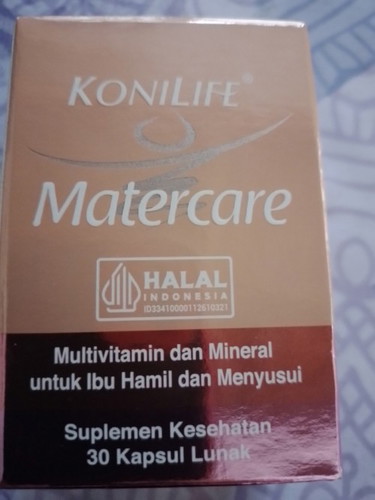 KONILIFE®
Matercare
HALAL
INDONESIA
ID33410000112610321
Multivitamin dan Mineral
untuk Ibu Hamil dan Menyusui
Suplemen Kesehatan
30 Kapsul Lunak